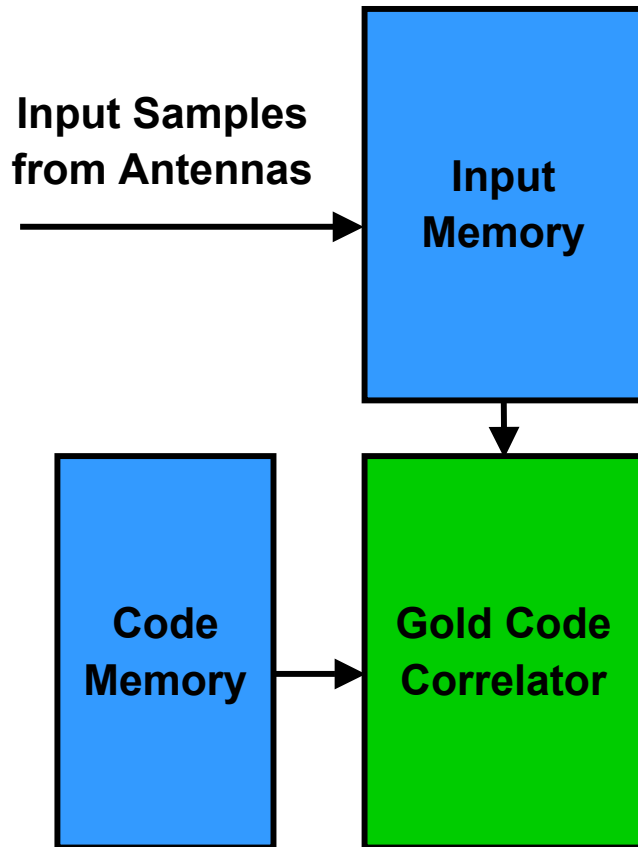 Input Samples
from Antennas
Input
Memory
Code
Memory
Gold Code
Correlator